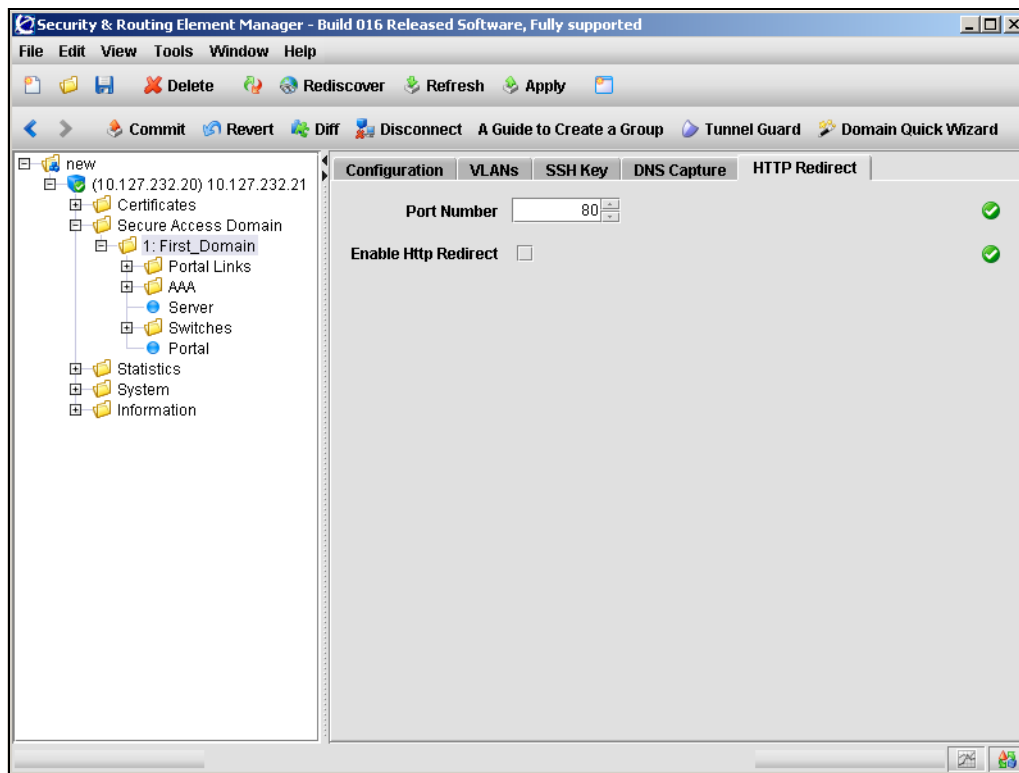 Security & Routing Element Manager - Build 016 Released Software, Fully supported
File Edit View Tools Window Help
Delete Rediscover Refresh Apply
Commit Revert Diff Disconnect A Guide to Create a Group Tunnel Guard Domain Quick Wizard
new
(10.127.232.20) 10.127.232.21
Certificates
Secure Access Domain
1: First_Domain
Portal Links
AAA
Server
Switches
Portal
Statistics
System
Information
Configuration VLANs SSH Key DNS Capture HTTP Redirect
Port Number 80
Enable Http Redirect